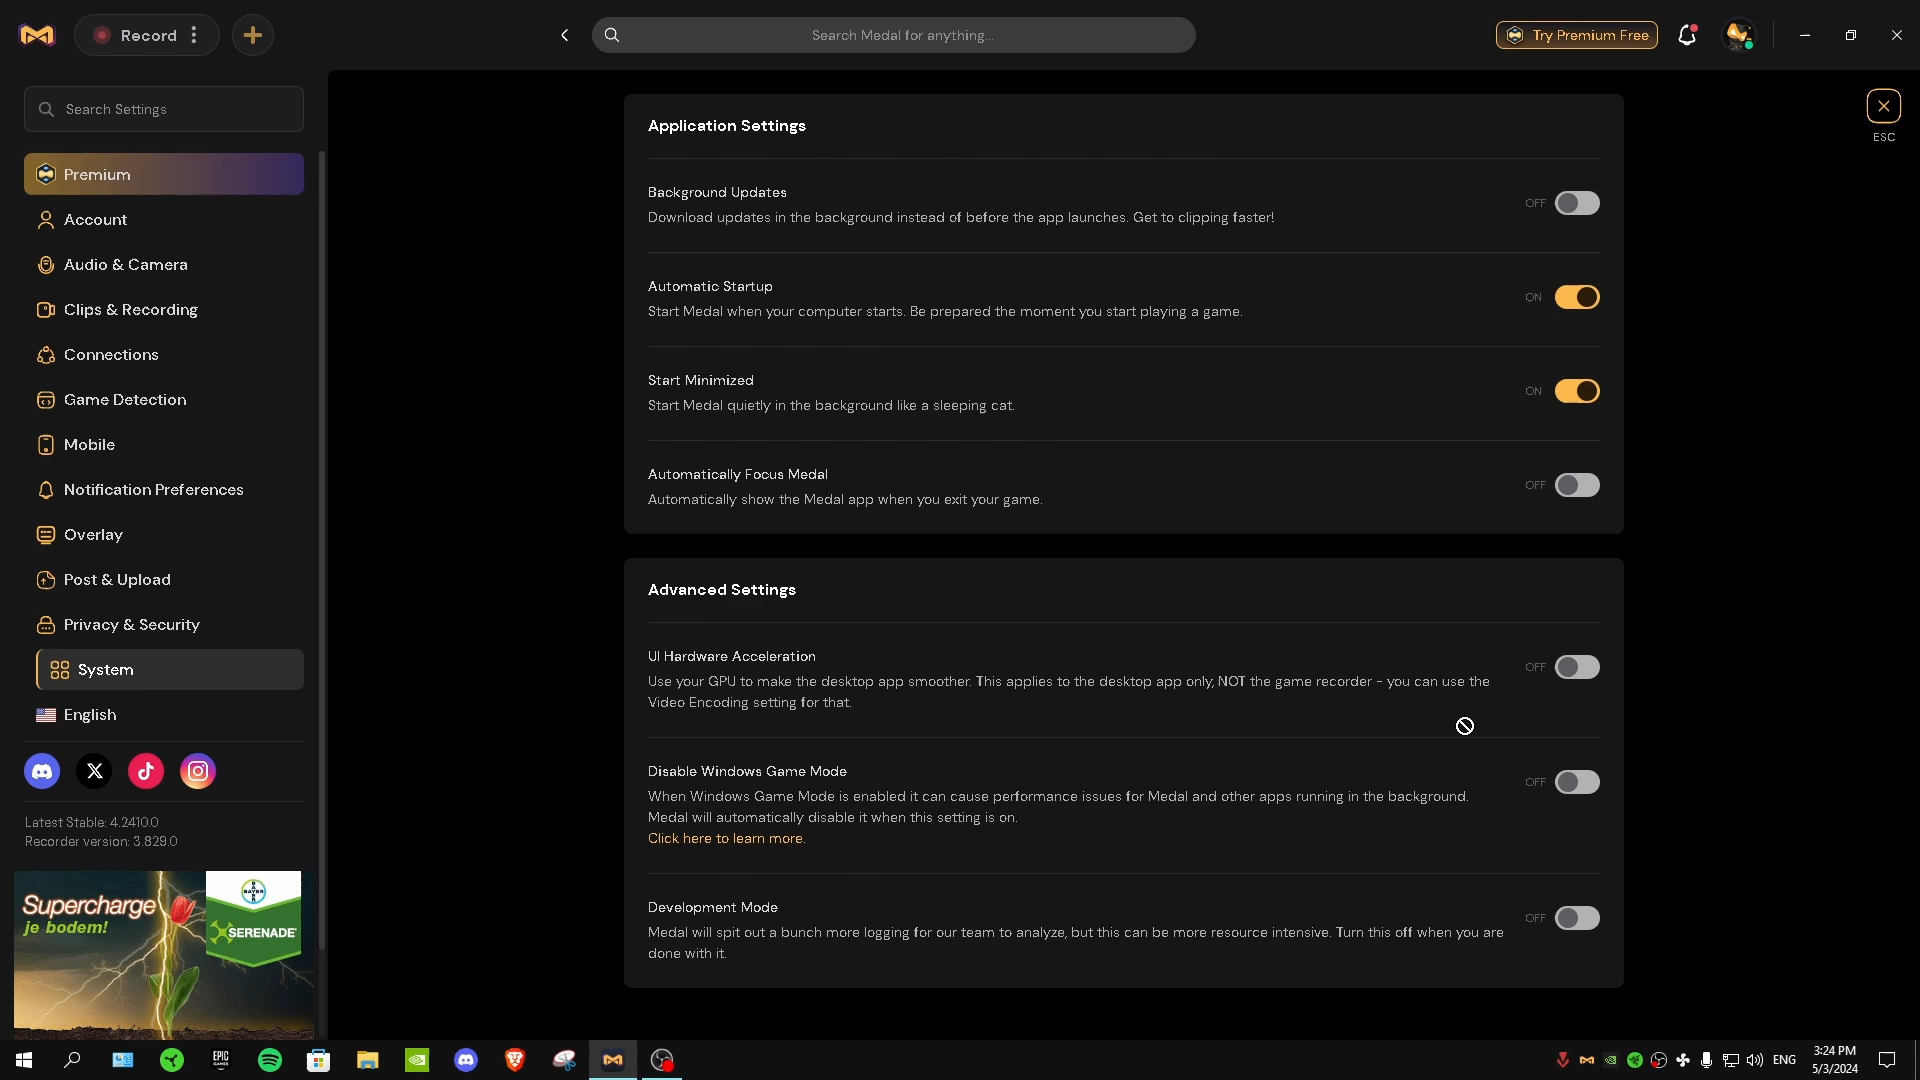 Record
Search Medal for anything...
Try Premium Free
Search Settings
ESC
Premium
Account
Audio & Camera
Clips & Recording
Connections
Game Detection
Mobile
Notification Preferences
Overlay
Post & Upload
Privacy & Security
System
English
Latest Stable: 4.2410.0
Recorder version: 3.829.0
Supercharge
je bodem!
BAYER
SERENADE
Application Settings
Background Updates
Download updates in the background instead of before the app launches. Get to clipping faster!
OFF
Automatic Startup
Start Medal when your computer starts. Be prepared the moment you start playing a game.
ON
Start Minimized
Start Medal quietly in the background like a sleeping cat.
ON
Automatically Focus Medal
Automatically show the Medal app when you exit your game.
OFF
Advanced Settings
UI Hardware Acceleration
Use your GPU to make the desktop app smoother. This applies to the desktop app only, NOT the game recorder - you can use the
Video Encoding setting for that.
OFF
Disable Windows Game Mode
When Windows Game Mode is enabled it can cause performance issues for Medal and other apps running in the background.
Medal will automatically disable it when this setting is on.
Click here to learn more.
OFF
Development Mode
Medal will spit out a bunch more logging for our team to analyze, but this can be more resource intensive. Turn this off when you are
done with it.
OFF
EPIC
GAMES
ENG
3:24 PM
5/3/2024